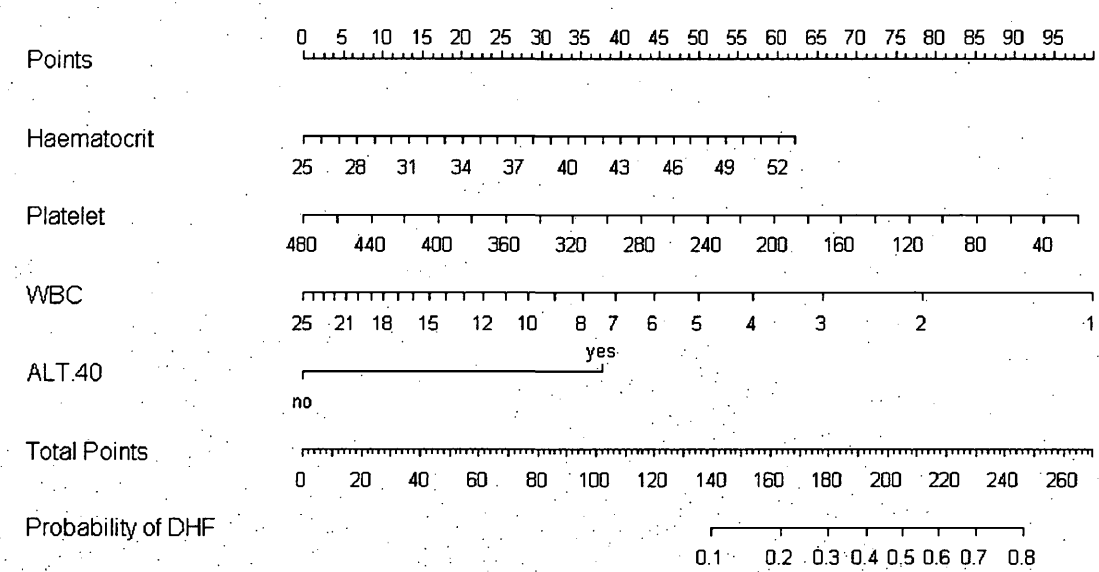 Points 0 5 10 15 20 25 30 35 40 45 50 55 60 65 70 75 80 85 90 95
Haematocrit
25 28 31 34 37 40 43 46 49 52
Platelet
480 440 400 360 320 280 240 200 160 120 80 40
WBC
25 21 18 15 12 10 8 7 6 5 4 3 2 1
yes
ALT.40
no
Total Points
0 20 40 60 80 100 120 140 160 180 200 220 240 260
Probability of DHF
0.1 0.2 0.3 0.4 0.5 0.6 0.7 0.8